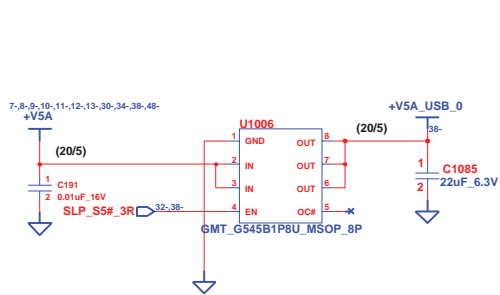 7-,8-,9-,10-,11-,12-,13-,30-,34-,38-,48-
+V5A
+V5A_USB_0
38-
U1006
(20/5)
(20/5)
1 GND OUT 8
2 IN OUT 7
3 IN OUT 6
4 EN OC# 5
1 C191
2 0.01uF_16V
1 C1085
2 22uF_6.3V
SLP_S5#_3R 32-,38-
GMT_G545B1P8U_MSOP_8P